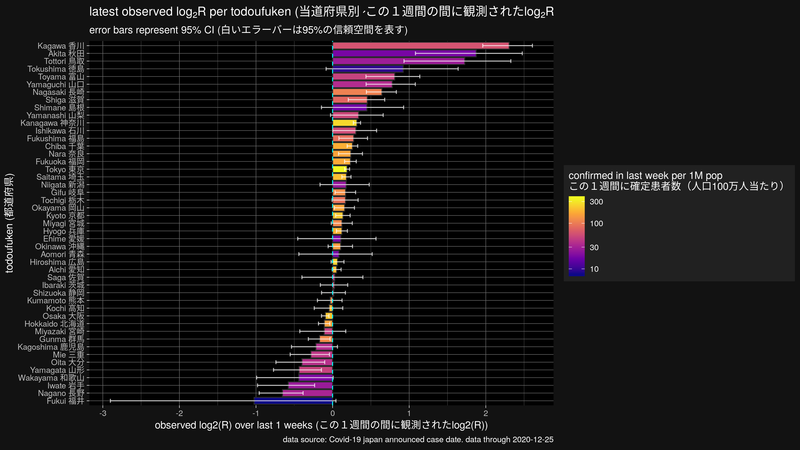 latest observed log₂R per todoufuken (当道府県別 この１週間の間に観測されたlog₂R
error bars represent 95% CI (白いエラーバーは95%の信頼空間を表す)
todoufuken (都道府県)
Kagawa 香川
Akita 秋田
Tottori 鳥取
Tokushima 徳島
Toyama 富山
Yamaguchi 山口
Nagasaki 長崎
Shiga 滋賀
Shimane 島根
Yamanashi 山梨
Kanagawa 神奈川
Ishikawa 石川
Fukushima 福島
Chiba 千葉
Nara 奈良
Fukuoka 福岡
Tokyo 東京
Saitama 埼玉
Niigata 新潟
Gifu 岐阜
Tochigi 栃木
Okayama 岡山
Kyoto 京都
Miyagi 宮城
Hyogo 兵庫
Ehime 愛媛
Okinawa 沖縄
Aomori 青森
Hiroshima 広島
Aichi 愛知
Saga 佐賀
Ibaraki 茨城
Shizuoka 静岡
Kumamoto 熊本
Kochi 高知
Osaka 大阪
Hokkaido 北海道
Miyazaki 宮崎
Gunma 群馬
Kagoshima 鹿児島
Mie 三重
Oita 大分
Yamagata 山形
Wakayama 和歌山
Iwate 岩手
Nagano 長野
Fukui 福井
-3 -2 -1 0 1 2
observed log2(R) over last 1 weeks (この１週間の間に観測されたlog2(R))
data source: Covid-19 japan announced case date. data through 2020-12-25
confirmed in last week per 1M pop
この１週間に確定患者数（人口100万人当たり）
300
100
30
10